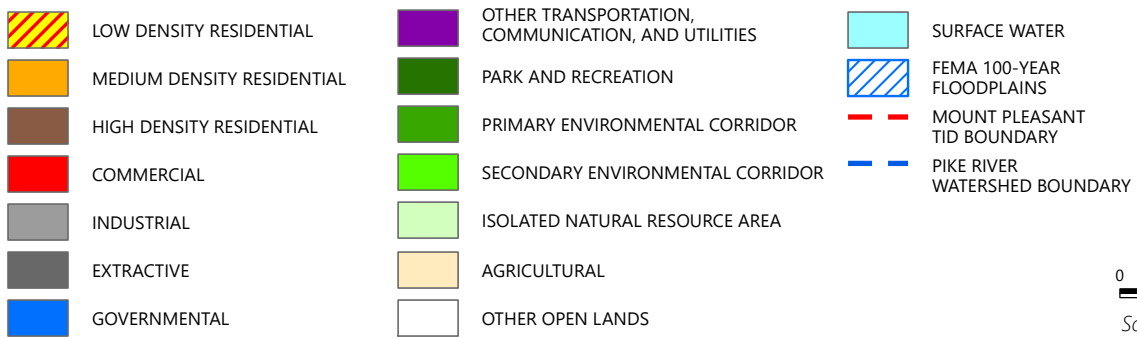 LOW DENSITY RESIDENTIAL
MEDIUM DENSITY RESIDENTIAL
HIGH DENSITY RESIDENTIAL
COMMERCIAL
INDUSTRIAL
EXTRACTIVE
GOVERNMENTAL
OTHER TRANSPORTATION,
COMMUNICATION, AND UTILITIES
PARK AND RECREATION
PRIMARY ENVIRONMENTAL CORRIDOR
SECONDARY ENVIRONMENTAL CORRIDOR
ISOLATED NATURAL RESOURCE AREA
AGRICULTURAL
OTHER OPEN LANDS
SURFACE WATER
FEMA 100-YEAR
FLOODPLAINS
MOUNT PLEASANT
TID BOUNDARY
PIKE RIVER
WATERSHED BOUNDARY
0